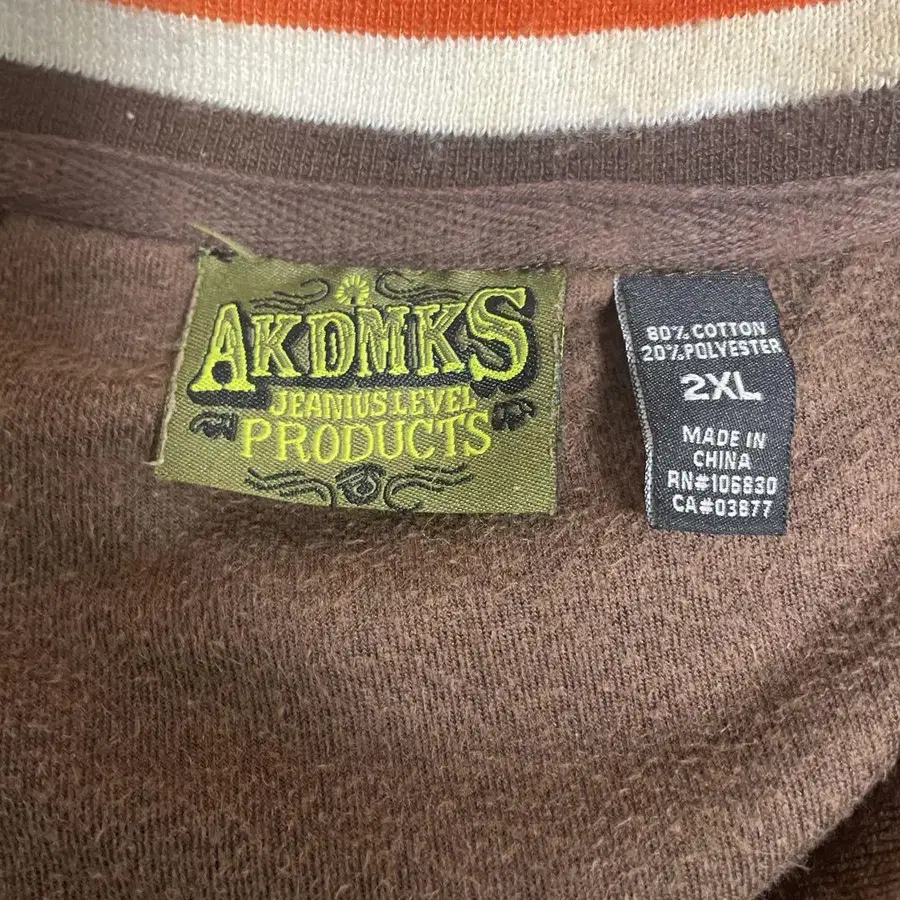 AKDMKS
JEANIUS LEVEL
PRODUCTS
80% COTTON
20% POLYESTER
2XL
MADE IN
CHINA
RN#106830
CA#03877